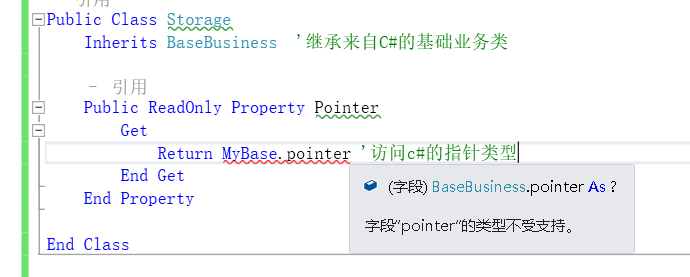 引用
Public Class Storage
Inherits BaseBusiness '继承来自C#的基础业务类
- 引用
Public ReadOnly Property Pointer
Get
Return MyBase.pointer '访问c#的指针类型
End Get
(字段) BaseBusiness.pointer As ?
End Property
字段"pointer"的类型不受支持。
End Class